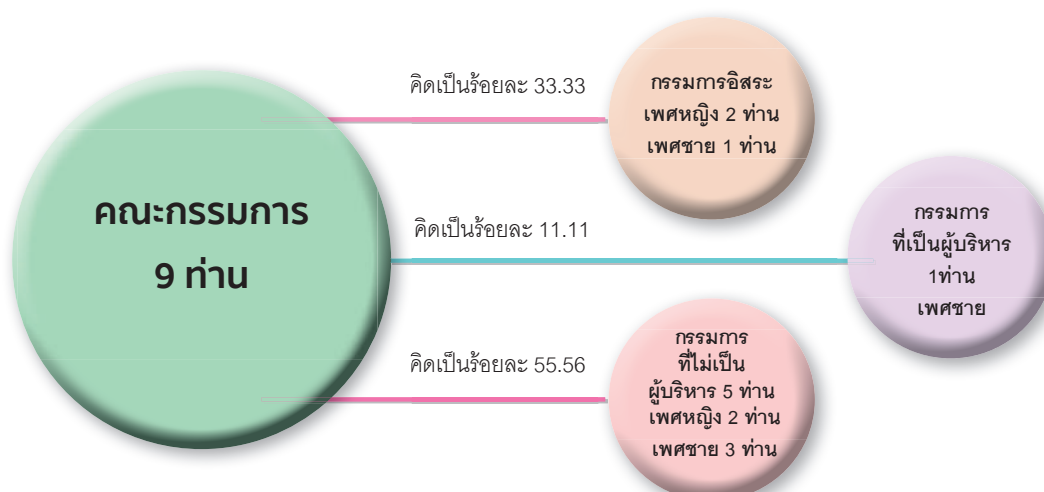 คณะกรรมการ
9 ท่าน
คิดเป็นร้อยละ 33.33
กรรมการอิสระ
เพศหญิง 2 ท่าน
เพศชาย 1 ท่าน
คิดเป็นร้อยละ 11.11
กรรมการ
ที่เป็นผู้บริหาร
1ท่าน
เพศชาย
คิดเป็นร้อยละ 55.56
กรรมการ
ที่ไม่เป็น
ผู้บริหาร 5 ท่าน
เพศหญิง 2 ท่าน
เพศชาย 3 ท่าน